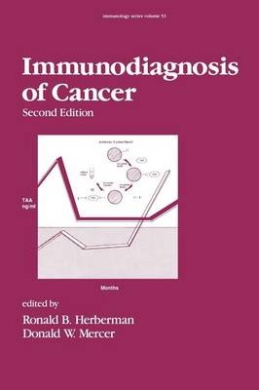 immunology series volume 53
Immunodiagnosis
of Cancer
Second Edition
TAA
ng/ml
Months
edited by
Ronald B. Herberman
Donald W. Mercer